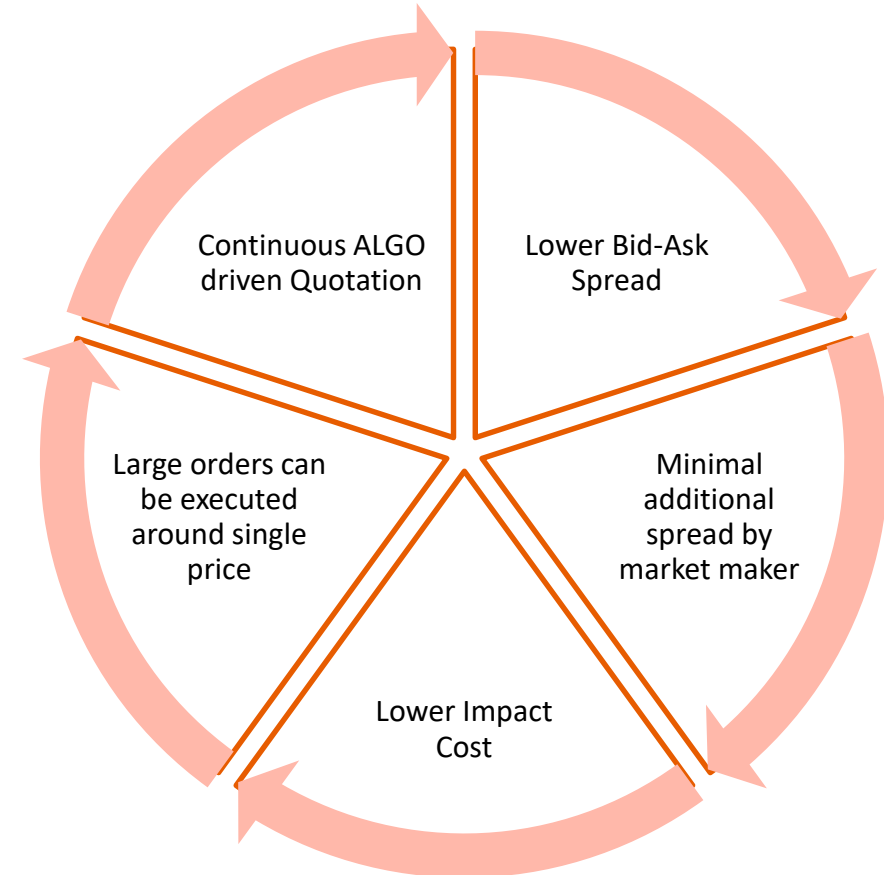 Continuous ALGO
driven Quotation
Lower Bid-Ask
Spread
Large orders can
be executed
around single
price
Minimal
additional
spread by
market maker
Lower Impact
Cost